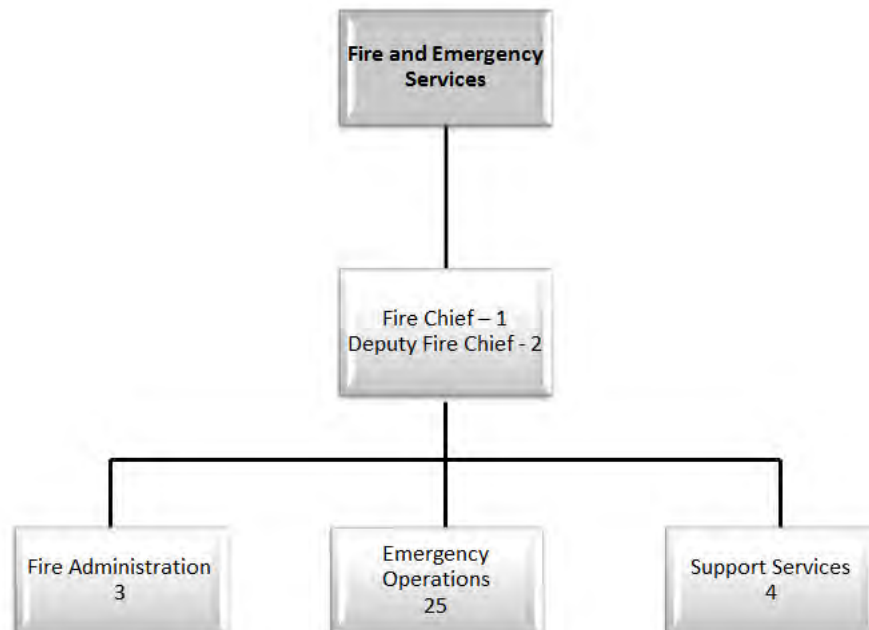 Fire and Emergency
Services
Fire Chief – 1
Deputy Fire Chief - 2
Fire Administration
3
Emergency
Operations
25
Support Services
4